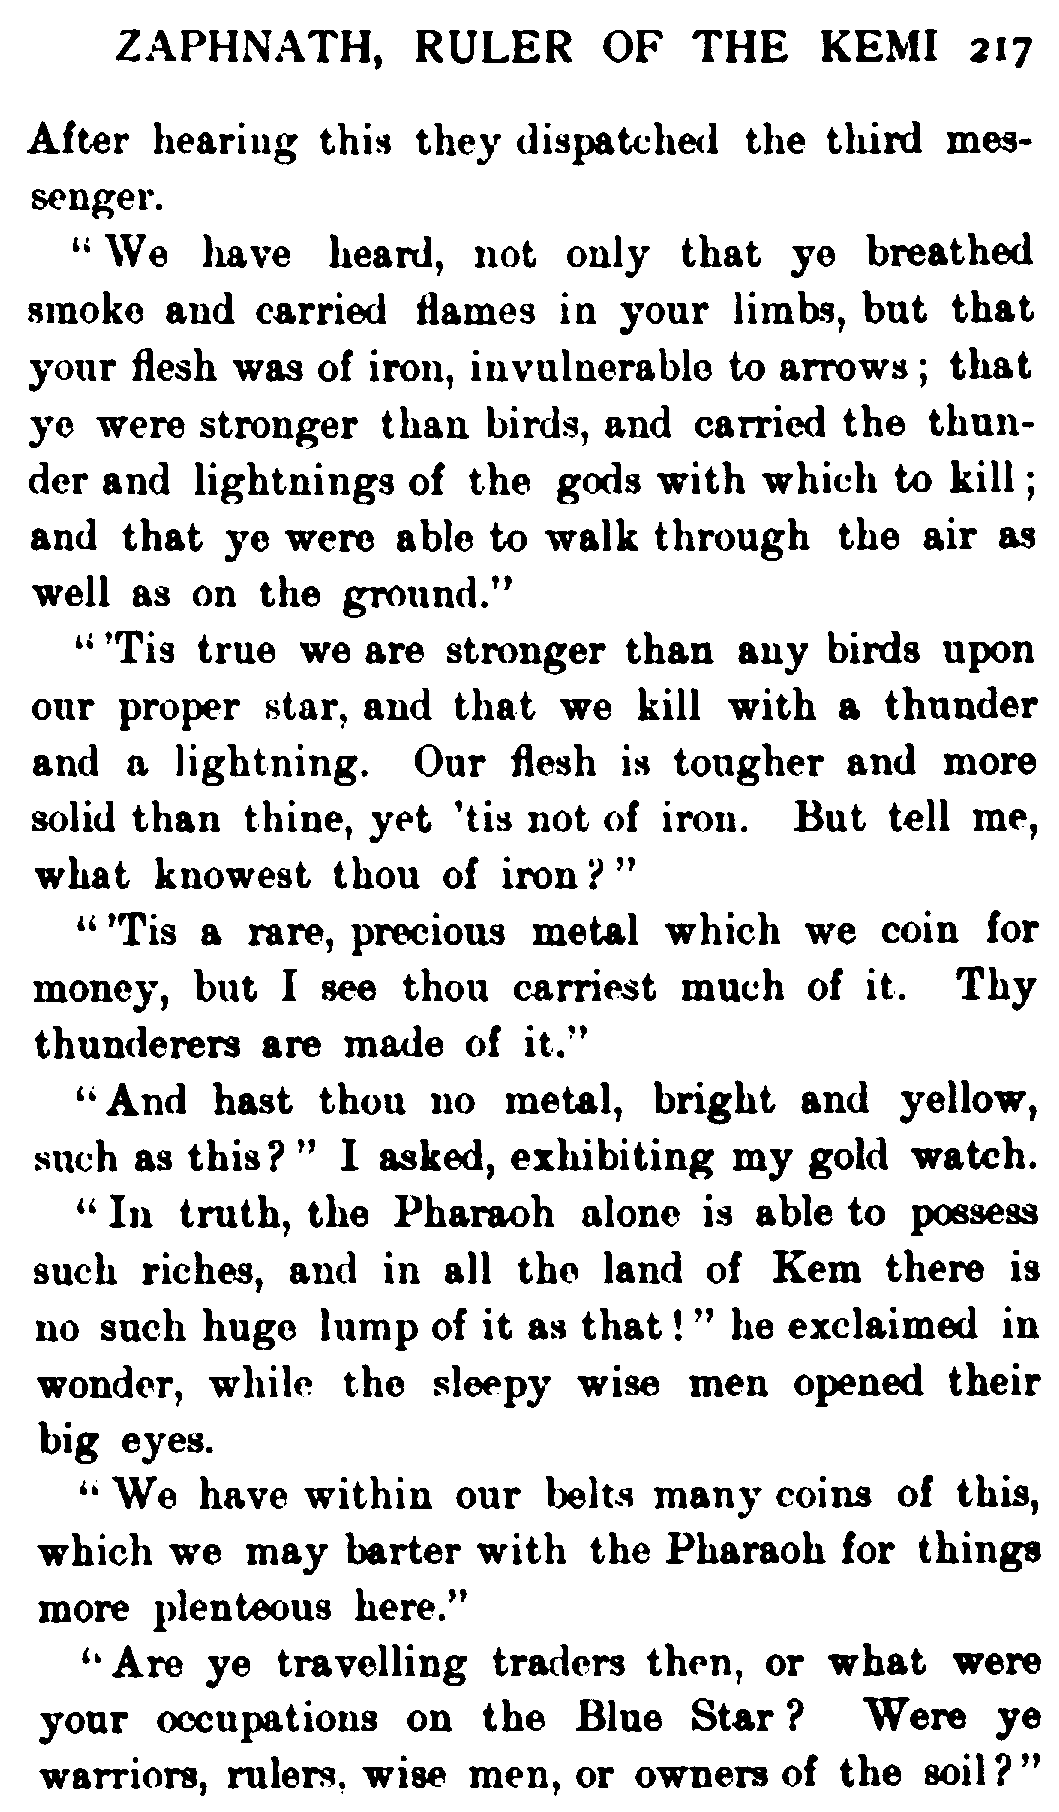 ZAPHNATH, RULER OF THE KEMI 217
After hearing this they dispatched the third mes-
senger.
“ We have heard, not only that ye breathed
smoke and carried flames in your limbs, but that
your flesh was of iron, invulnerable to arrows ; that
ye were stronger than birds, and carried the thun-
der and lightnings of the gods with which to kill ;
and that ye were able to walk through the air as
well as on the ground.”
“ ’Tis true we are stronger than any birds upon
our proper star, and that we kill with a thunder
and a lightning. Our flesh is tougher and more
solid than thine, yet ’tis not of iron. But tell me,
what knowest thou of iron ? ”
“ ’Tis a rare, precious metal which we coin for
money, but I see thou carriest much of it. Thy
thunderers are made of it.”
“ And hast thou no metal, bright and yellow,
such as this ? ” I asked, exhibiting my gold watch.
“ In truth, the Pharaoh alone is able to possess
such riches, and in all the land of Kem there is
no such huge lump of it as that ! ” he exclaimed in
wonder, while the sleepy wise men opened their
big eyes.
“ We have within our belts many coins of this,
which we may barter with the Pharaoh for things
more plenteous here.”
“ Are ye travelling traders then, or what were
your occupations on the Blue Star ? Were ye
warriors, rulers, wise men, or owners of the soil ? ”